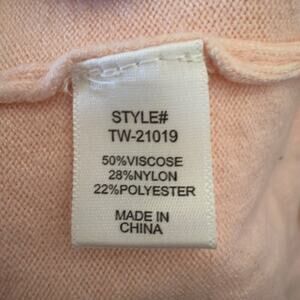 STYLE#
TW-21019
50%VISCOSE
28%NYLON
22%POLYESTER
MADE IN
CHINA